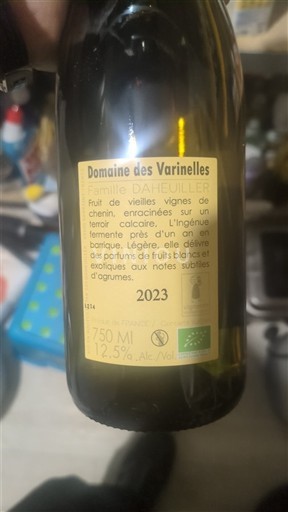 Domaine des Varinelles
Famille DAHEUILLER
Fruit de vieilles vignes de
chenin, enracinées sur un
terroir calcaire, L'Ingénue
fermente près d'un an en
barrique. Légère, elle délivre
des parfums de fruits blancs et
exotiques aux notes subtiles
d'agrumes.
2023
L234
750 Ml
12,5% Alc./Vol.